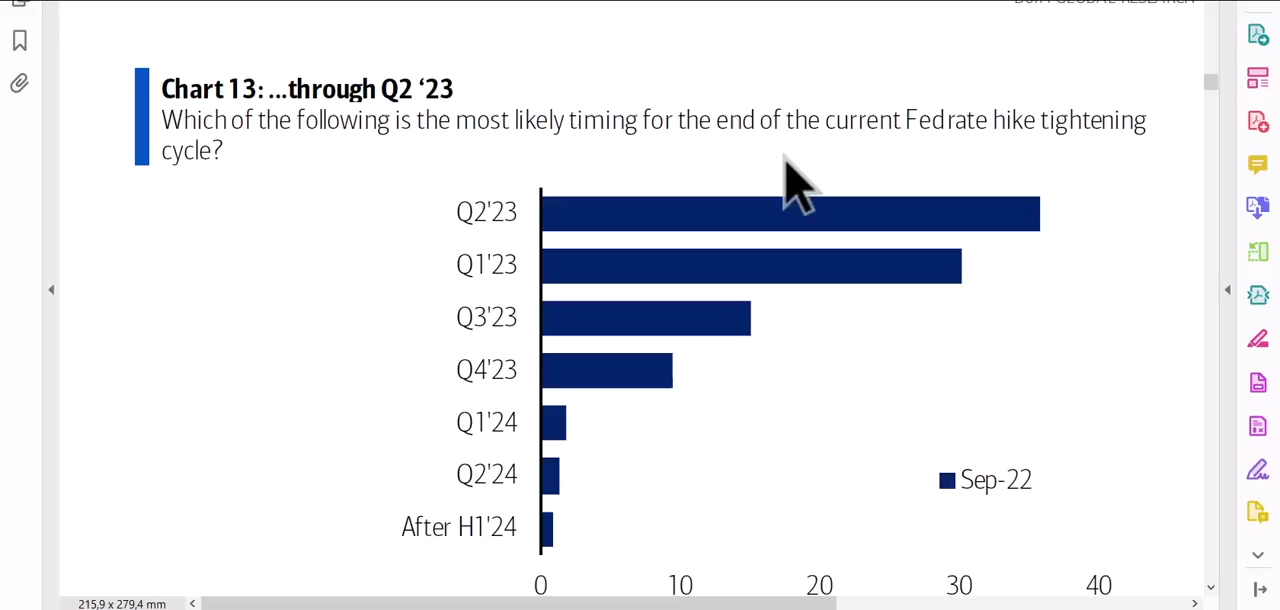 Chart 13: ...through Q2 ‘23
Which of the following is the most likely timing for the end of the current Fed rate hike tightening
cycle?
Q2'23
Q1'23
Q3'23
Q4'23
Q1'24
Q2'24
Sep-22
After H1'24
0 10 20 30 40
215,9 x 279,4 mm